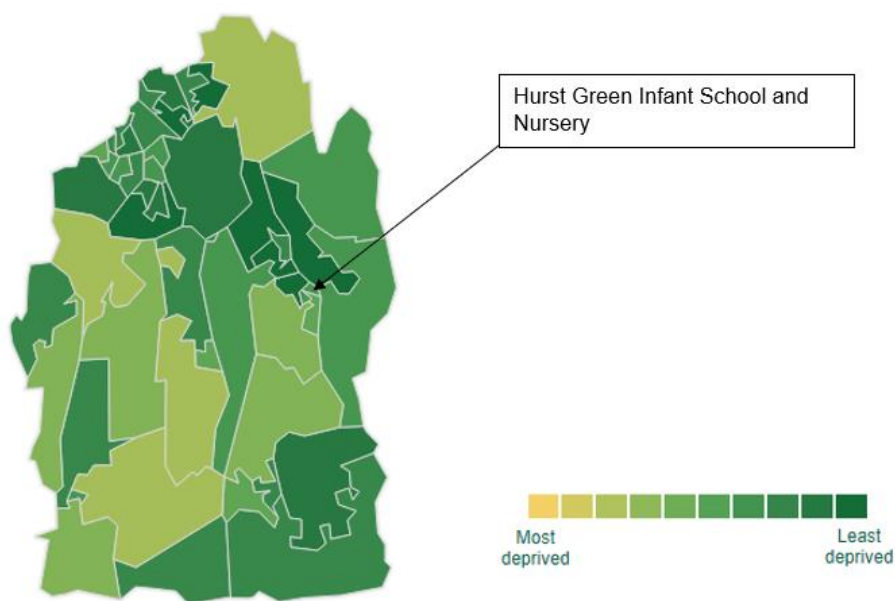 Hurst Green Infant School and
Nursery
Most
deprived
Least
deprived